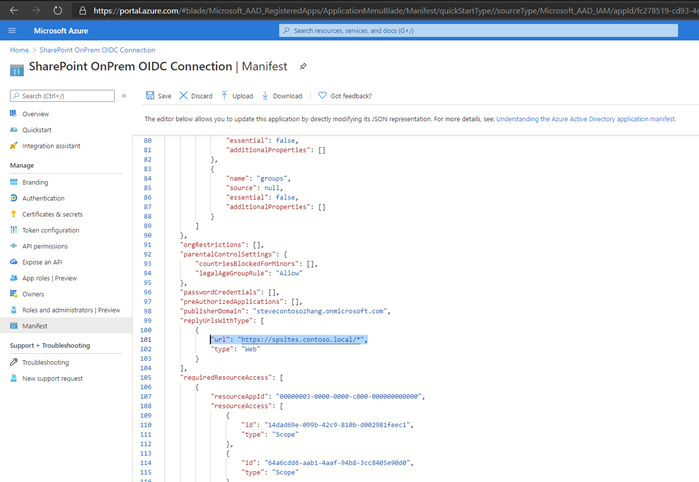 https://portal.azure.com/#blade/Microsoft_AAD_RegisteredApps/ApplicationMenuBlade/Manifest/quickStartType//sourceType/Microsoft_AAD_IAM/appId/fc278519-cd93-4e
Microsoft Azure
Search resources, services, and docs (G+/)
Home > SharePoint OnPrem OIDC Connection
SharePoint OnPrem OIDC Connection | Manifest
Search (Ctrl+/)
«
Overview
Quickstart
Integration assistant
Manage
Branding
Authentication
Certificates & secrets
Token configuration
API permissions
Expose an API
App roles | Preview
Owners
Roles and administrators | Preview
Manifest
Support + Troubleshooting
Troubleshooting
New support request
Save Discard Upload Download Got feedback?
The editor below allows you to update this application by directly modifying its JSON representation. For more details, see: Understanding the Azure Active Directory application manifest.
80 "essential": false,
81 "additionalProperties": []
82 },
83 {
84 "name": "groups",
85 "source": null,
86 "essential": false,
87 "additionalProperties": []
88 }
89 ]
90 },
91 "orgRestrictions": [],
92 "parentalControlSettings": {
93 "countriesBlockedForMinors": [],
94 "legalAgeGroupRule": "Allow"
95 },
96 "passwordCredentials": [],
97 "preAuthorizedApplications": [],
98 "publisherDomain": "stevecontosozhang.onmicrosoft.com",
99 "replyUrlsWithType": [
100 {
101 "url": "https://spsites.contoso.local/*",
102 "type": "Web"
103 }
104 ],
105 "requiredResourceAccess": [
106 {
107 "resourceAppId": "00000003-0000-0000-c000-000000000000",
108 "resourceAccess": [
109 {
110 "id": "14dad69e-099b-42c9-810b-d002981feec1",
111 "type": "Scope"
112 },
113 {
114 "id": "64a6cdd6-aab1-4aaf-94b8-3cc8405e90d0",
115 "type": "Scope"
116 }